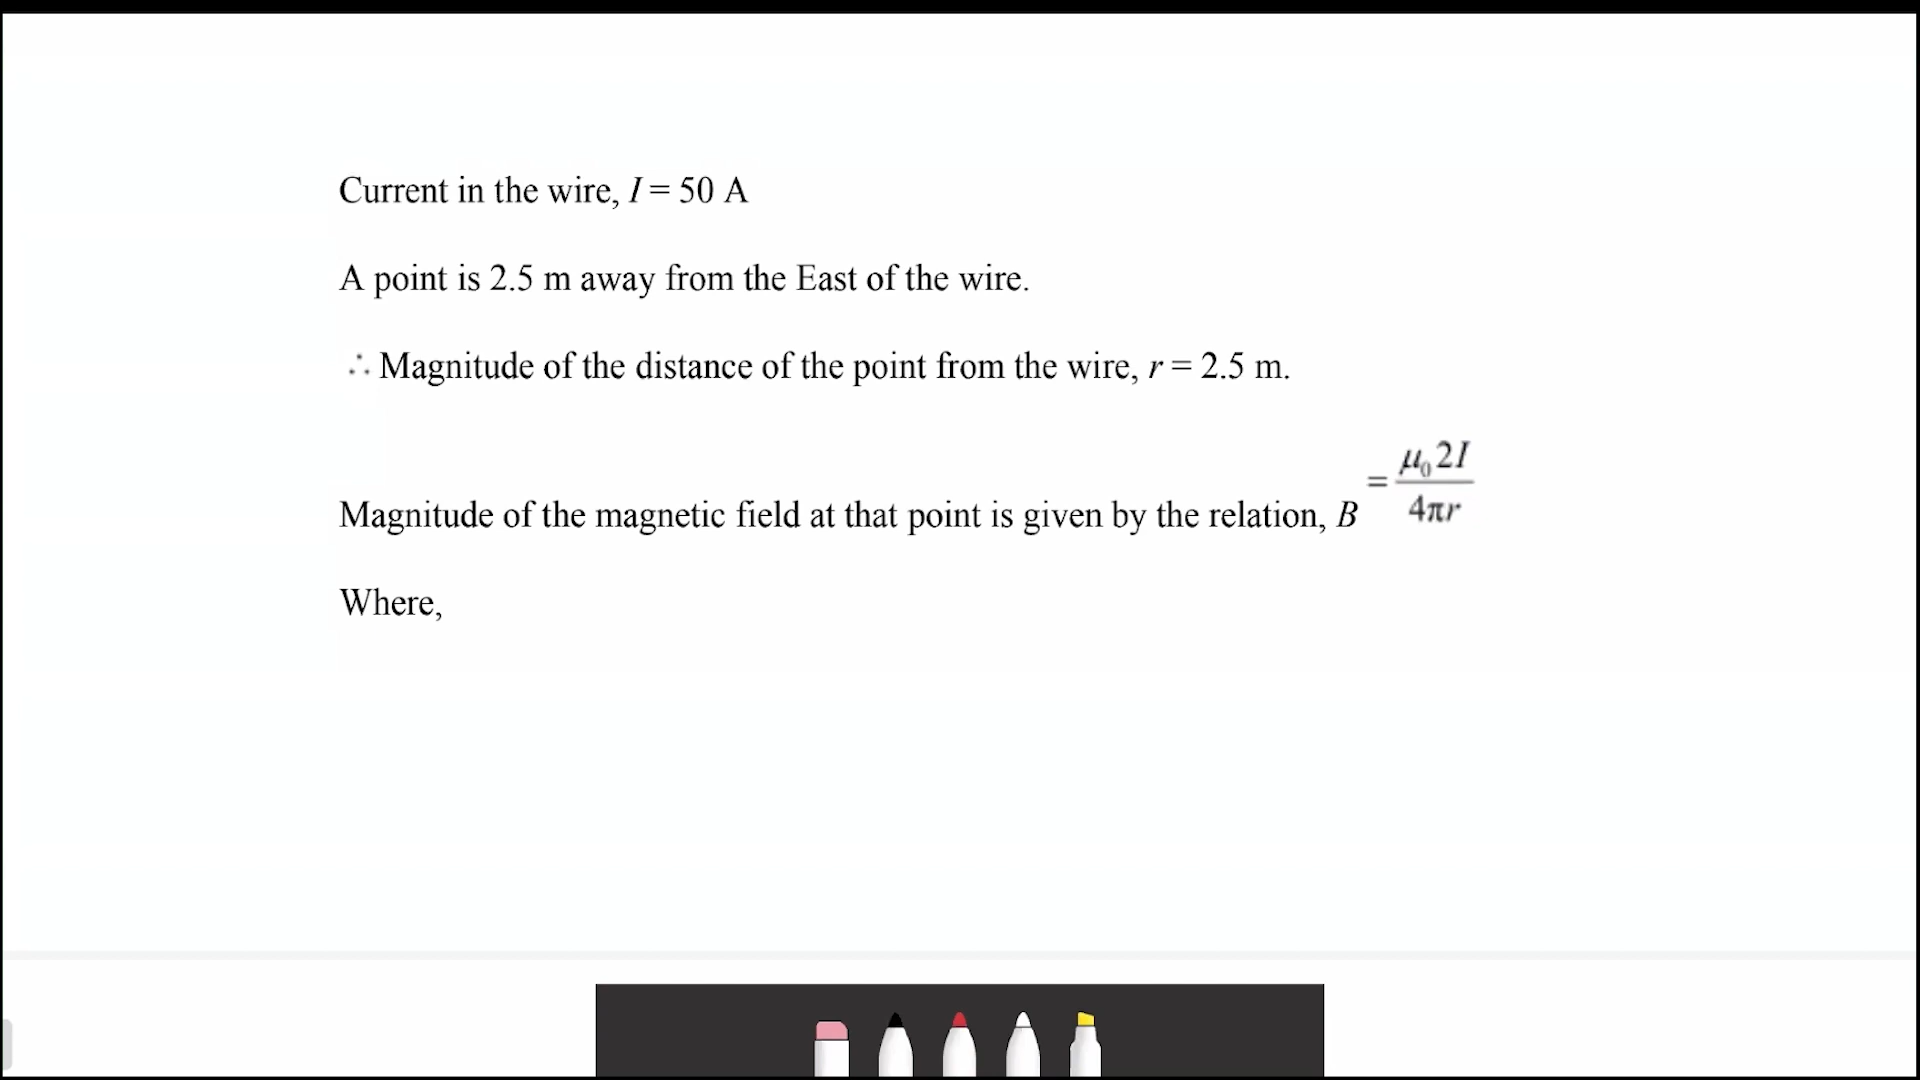 Current in the wire, I = 50 A
A point is 2.5 m away from the East of the wire.
∴ Magnitude of the distance of the point from the wire, r = 2.5 m.
Magnitude of the magnetic field at that point is given by the relation, B = μ₀2I / 4πr
Where,